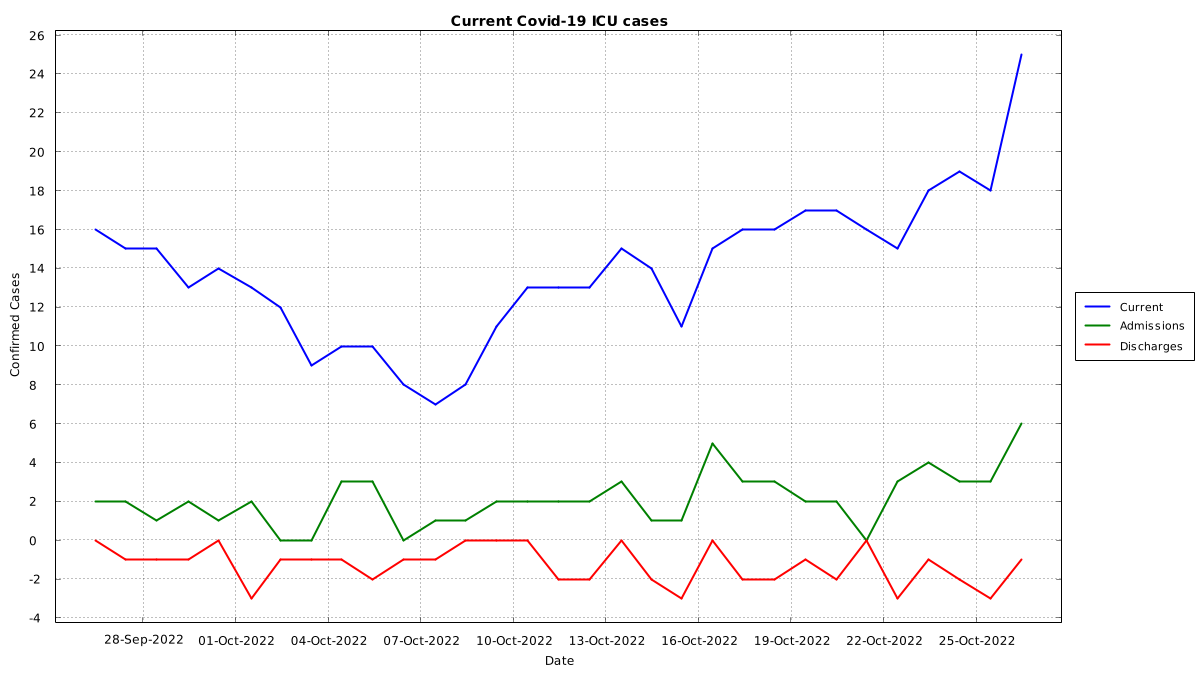 Current Covid-19 ICU cases
26
24
22
20
18
16
14
12
10
8
6
4
2
0
-2
-4
Confirmed Cases
28-Sep-2022 01-Oct-2022 04-Oct-2022 07-Oct-2022 10-Oct-2022 13-Oct-2022 16-Oct-2022 19-Oct-2022 22-Oct-2022 25-Oct-2022
Date
Current
Admissions
Discharges